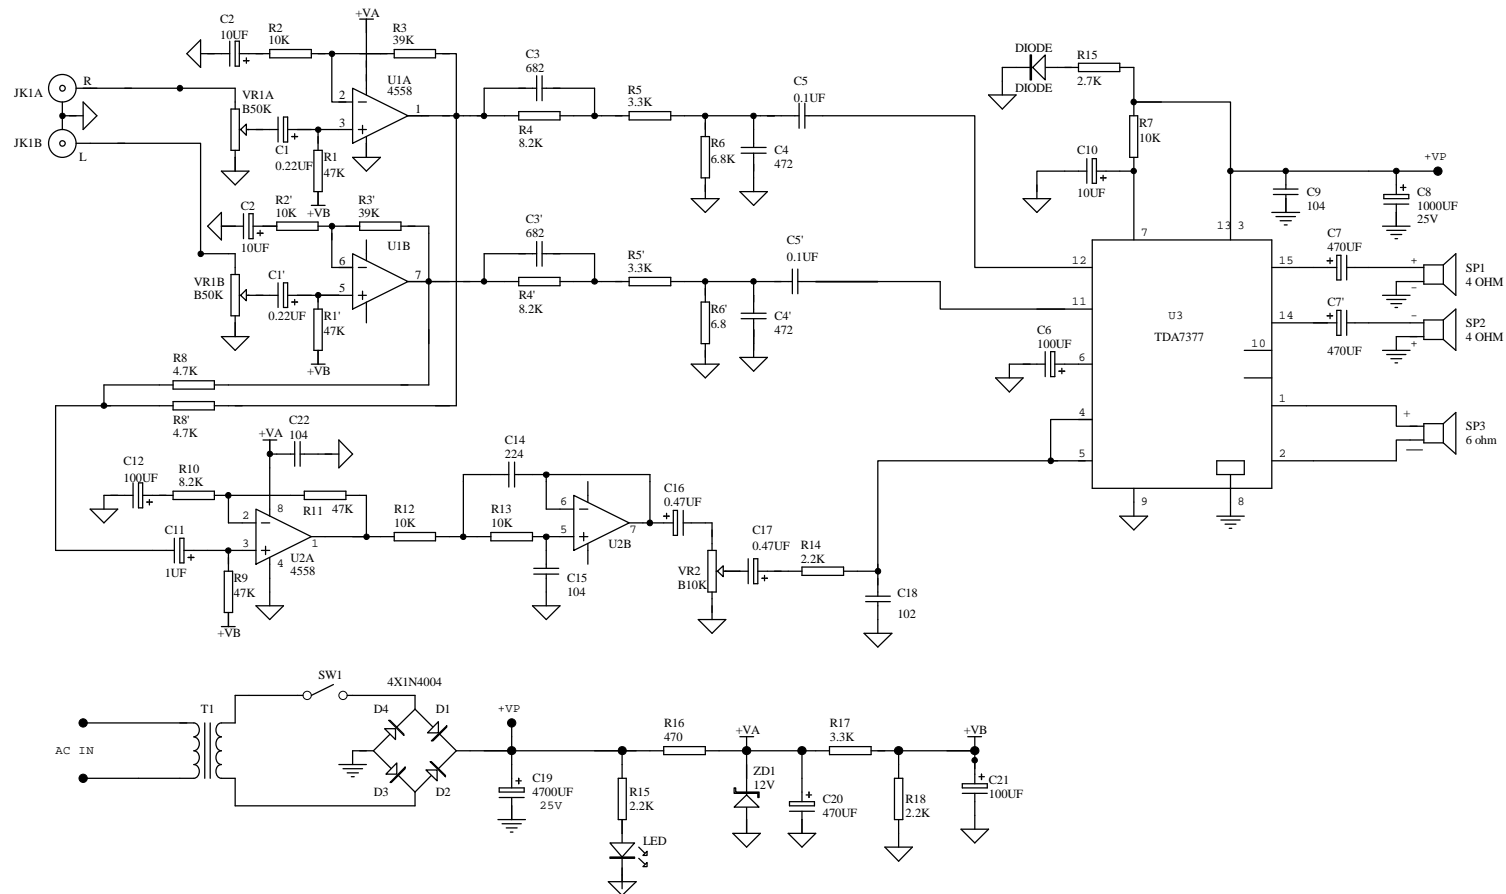 +VA
C2
10UF
R2
10K
R3
39K
+
JK1A
R
VR1A
B50K
U1A
4558
2
3
1
JK1B
L
C1
0.22UF
+
R1
47K
+VB
C3
682
R4
8.2K
R5
3.3K
R6
6.8K
C4
472
C5
0.1UF
DIODE
DIODE
R15
2.7K
R7
10K
C10
10UF
+
+VP
C9
104
C8
1000UF
25V
+
C2
10UF
+
R2'
10K
R3'
39K
U1B
6
5
7
VR1B
B50K
C1'
0.22UF
+
R1'
47K
+VB
C3'
682
R4'
8.2K
R5'
3.3K
R6'
6.8
C4'
472
C5'
0.1UF
7
13 3
12
11
U3
TDA7377
15
14
10
6
4
5
1
2
9
8
C6
100UF
+
C7
470UF
+
+
−
SP1
4 OHM
C7'
470UF
+
−
+
SP2
4 OHM
+
SP3
6 ohm
R8
4.7K
R8'
4.7K
+VA
C22
104
C12
100UF
+
R10
8.2K
R11
47K
2
8
3
1
4
C11
1UF
+
U2A
4558
R9
47K
+VB
R12
10K
R13
10K
C14
224
6
5
7
U2B
C15
104
C16
0.47UF
+
VR2
B10K
C17
0.47UF
+
R14
2.2K
C18
102
AC IN
T1
SW1
4X1N4004
D4
D1
D3
D2
+VP
C19
4700UF
25V
+
R15
2.2K
LED
R16
470
+VA
ZD1
12V
C20
470UF
+
R17
3.3K
R18
2.2K
+VB
C21
100UF
+